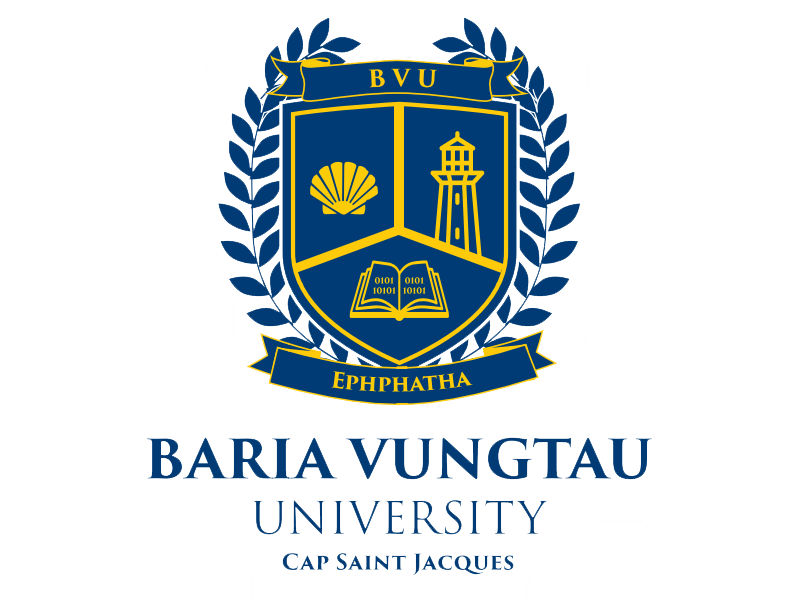 BVU
0101 0101
10101 10101
EPHPHATHA
BARIA VUNGTAU
UNIVERSITY
CAP SAINT JACQUES